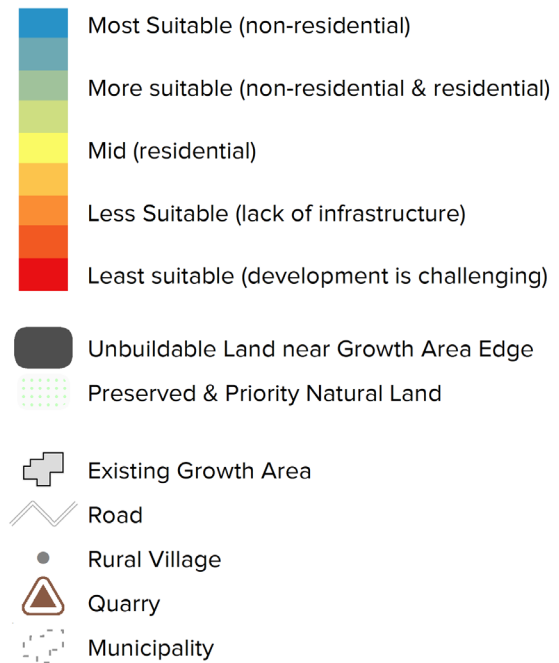 Most Suitable (non-residential)
More suitable (non-residential & residential)
Mid (residential)
Less Suitable (lack of infrastructure)
Least suitable (development is challenging)
Unbuildable Land near Growth Area Edge
Preserved & Priority Natural Land
Existing Growth Area
Road
Rural Village
Quarry
Municipality